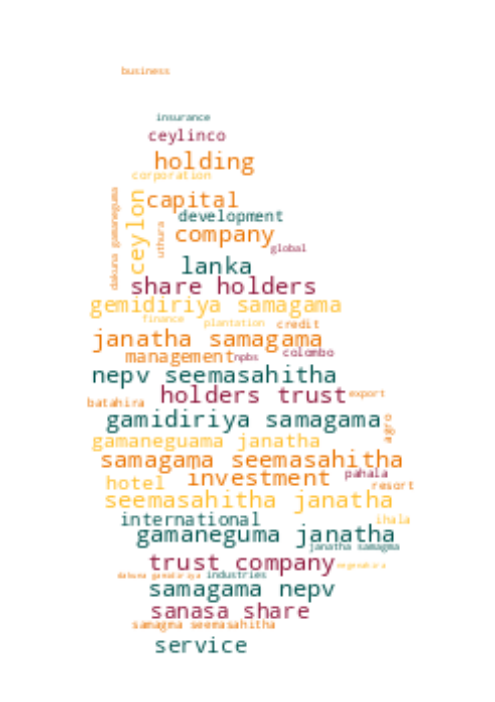 business
insurance
ceylinco
holding
corporation
dakuna gamaneguma
ceylon
capital
development
uthura
company
global
lanka
share holders
gemidiriya samagama
finance
plantation
credit
janatha samagama
management
npbs
colombo
nepv seemasahitha
holders trust
export
batahira
gamidiriya samagama
agro
gamaneguama janatha
samagama seemasahitha
investment
pahala
hotel
resort
seemasahitha janatha
international
ihala
gamaneguma janatha
janatha samagma
trust company
dakuna
industries
samagama nepv
sanasa share
samagma seemasahitha
service